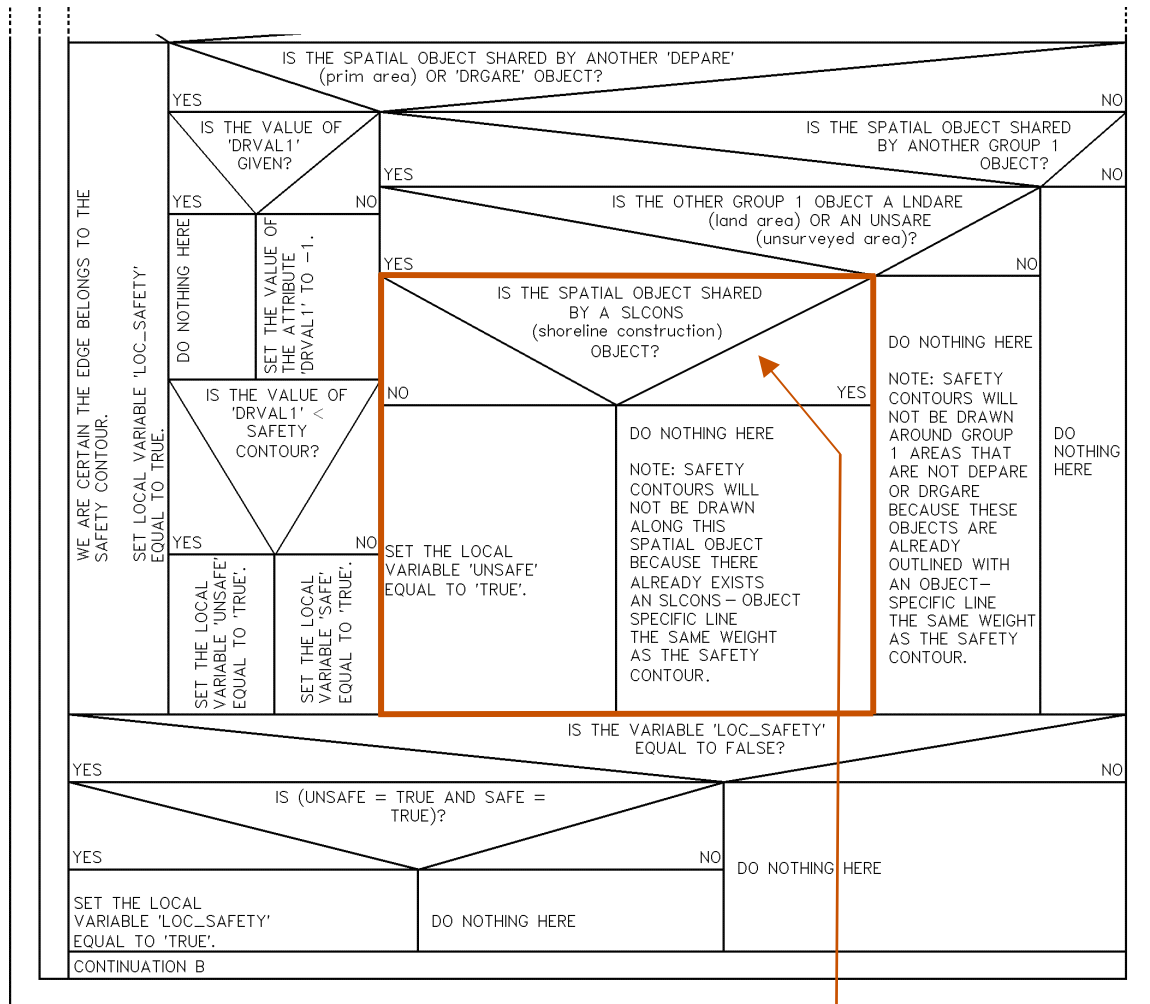 IS THE SPATIAL OBJECT SHARED BY ANOTHER 'DEPARE'
(prim area) OR 'DRGARE' OBJECT?
YES
NO
IS THE VALUE OF
'DRVAL1'
GIVEN?
YES
NO
IS THE SPATIAL OBJECT SHARED
BY ANOTHER GROUP 1
OBJECT?
YES
NO
WE ARE CERTAIN THE EDGE BELONGS TO THE
SAFETY CONTOUR.
SET LOCAL VARIABLE 'LOC_SAFETY'
EQUAL TO TRUE.
DO NOTHING HERE
SET THE VALUE OF
THE ATTRIBUTE
'DRVAL1' TO -1.
IS THE OTHER GROUP 1 OBJECT A LNDARE
(land area) OR AN UNSARE
(unsurveyed area)?
YES
NO
IS THE SPATIAL OBJECT SHARED
BY A SLCONS
(shoreline construction)
OBJECT?
NO
YES
IS THE VALUE OF
'DRVAL1' <
SAFETY
CONTOUR?
YES
NO
SET THE LOCAL
VARIABLE 'UNSAFE'
EQUAL TO 'TRUE'.
SET THE LOCAL
VARIABLE 'SAFE'
EQUAL TO 'TRUE'.
SET THE LOCAL
VARIABLE 'UNSAFE'
EQUAL TO 'TRUE'.
DO NOTHING HERE
NOTE: SAFETY
CONTOURS WILL
NOT BE DRAWN
ALONG THIS
SPATIAL OBJECT
BECAUSE THERE
ALREADY EXISTS
AN SLCONS-OBJECT
SPECIFIC LINE
THE SAME WEIGHT
AS THE SAFETY
CONTOUR.
DO NOTHING HERE
NOTE: SAFETY
CONTOURS WILL
NOT BE DRAWN
AROUND GROUP
1 AREAS THAT
ARE NOT DEPARE
OR DRGARE
BECAUSE THESE
OBJECTS ARE
ALREADY
OUTLINED WITH
AN OBJECT-
SPECIFIC LINE
THE SAME WEIGHT
AS THE SAFETY
CONTOUR.
DO
NOTHING
HERE
IS THE VARIABLE 'LOC_SAFETY'
EQUAL TO FALSE?
YES
NO
IS (UNSAFE = TRUE AND SAFE =
TRUE)?
YES
NO
SET THE LOCAL
VARIABLE 'LOC_SAFETY'
EQUAL TO 'TRUE'.
DO NOTHING HERE
DO NOTHING HERE
CONTINUATION B